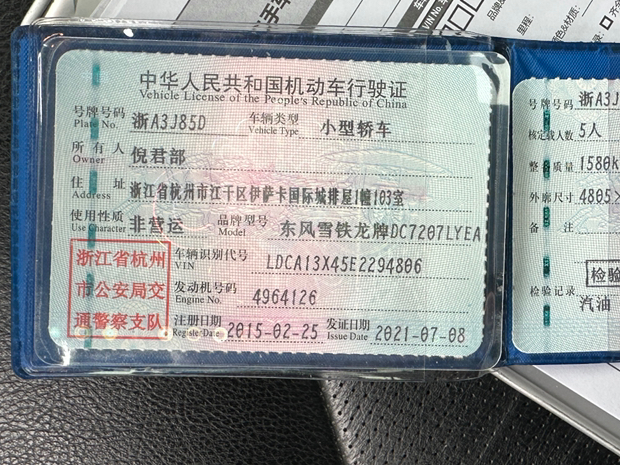 中华人民共和国机动车行驶证
Vehicle License of the People's Republic of China
号牌号码 浙A3J85D 车辆类型 小型轿车
Plate No. Vehicle Type
所有人 倪君部
Owner
住址 浙江省杭州市江干区伊萨卡国际城排屋1幢103室
Address
使用性质 非营运 品牌型号 东风雪铁龙牌DC7207LYEA
Use Character Model
浙江省杭州
市公安局交
通警察支队
车辆识别代号 LDCA13X45E2294806
VIN
发动机号码 4964126
Engine No.
注册日期 2015-02-25 发证日期 2021-07-08
Register Date Issue Date
号牌号码 浙A3J
核定载人数 5人
整备质量 1580k
外廓尺寸 4805×
备注
检验
检验记录
汽油
里程:
VIN No.